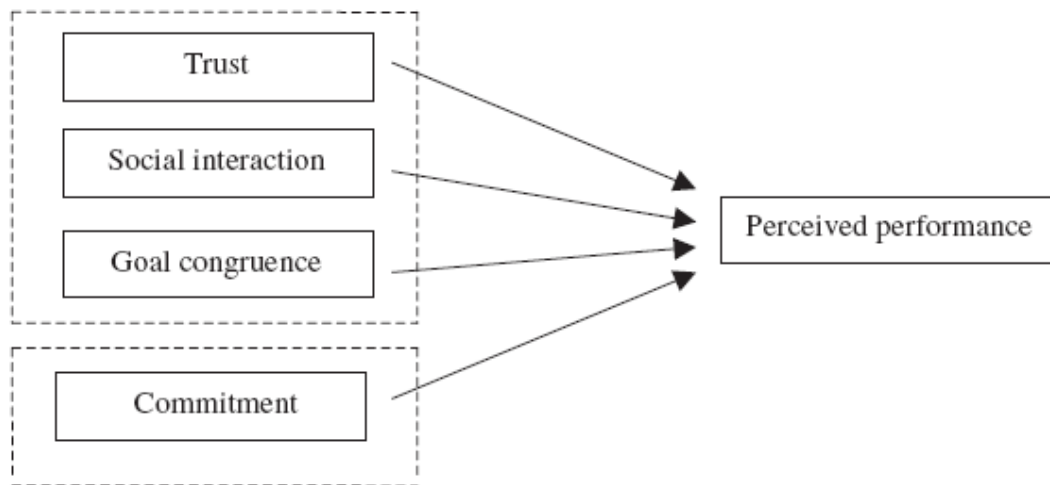 Trust
Social interaction
Goal congruence
Perceived performance
Commitment